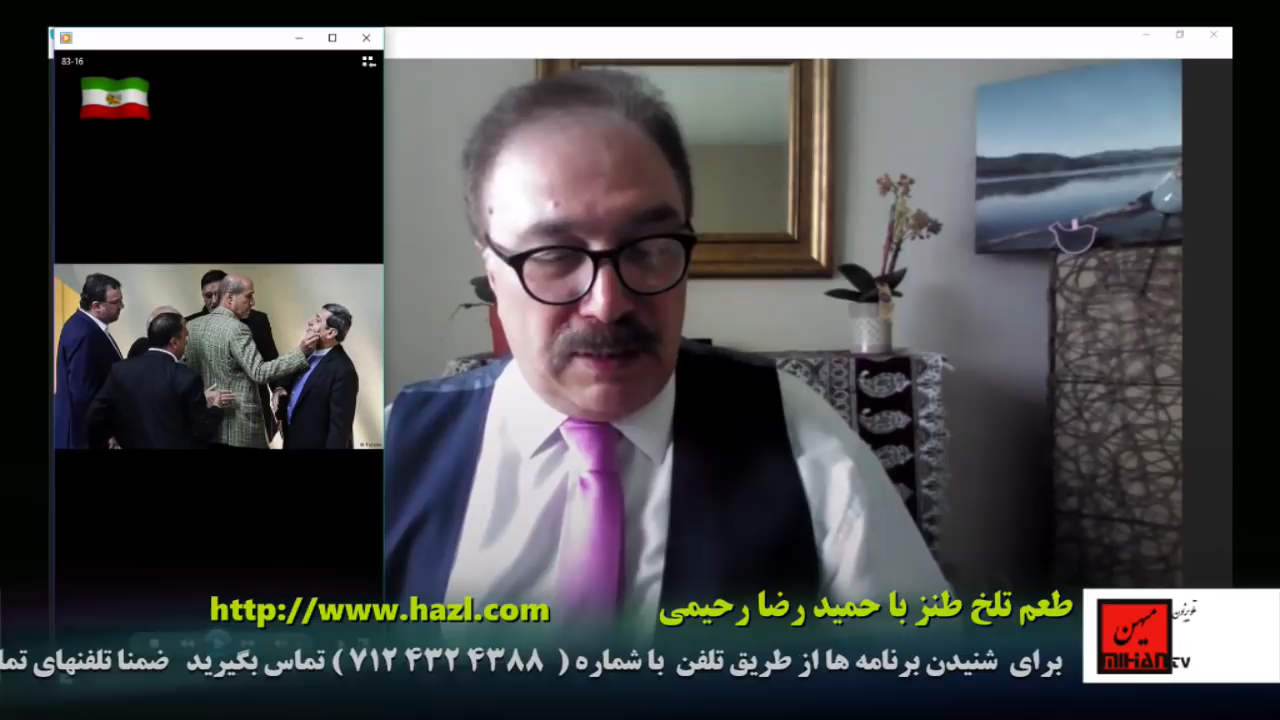 83-16
طعم تلخ طنز با حمید رضا رحیمی
http://www.hazl.com
برای شنیدن برنامه ها از طریق تلفن با شماره ( ۷۱۲ ۴۳۲ ۴۳۸۸ ) تماس بگیرید ضمنا تلفنهای تما
تلویزیون
میهن
MIHAN TV